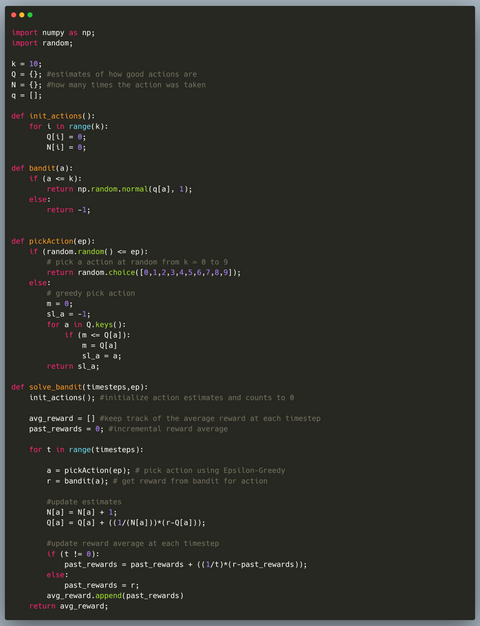 import numpy as np;
import random;

k = 10;
Q = {}; #estimates of how good actions are
N = {}; #how many times the action was taken
q = [];

def init_actions():
    for i in range(k):
        Q[i] = 0;
        N[i] = 0;

def bandit(a):
    if (a <= k):
        return np.random.normal(q[a], 1);
    else:
        return -1;


def pickAction(ep):
    if (random.random() <= ep):
        # pick a action at random from k = 0 to 9
        return random.choice([0,1,2,3,4,5,6,7,8,9]);
    else:
        # greedy pick action
        m = 0;
        sl_a = -1;
        for a in Q.keys():
            if (m <= Q[a]):
                m = Q[a]
                sl_a = a;
        return sl_a;

def solve_bandit(timesteps,ep):
    init_actions(); #initialize action estimates and counts to 0

    avg_reward = [] #keep track of the average reward at each timestep
    past_rewards = 0; #incremental reward average

    for t in range(timesteps):

        a = pickAction(ep); # pick action using Epsilon-Greedy
        r = bandit(a); # get reward from bandit for action

        #update estimates
        N[a] = N[a] + 1;
        Q[a] = Q[a] + ((1/(N[a]))*(r-Q[a]));

        #update reward average at each timestep
        if (t != 0):
            past_rewards = past_rewards + ((1/t)*(r-past_rewards));
        else:
            past_rewards = r;
        avg_reward.append(past_rewards)
    return avg_reward;